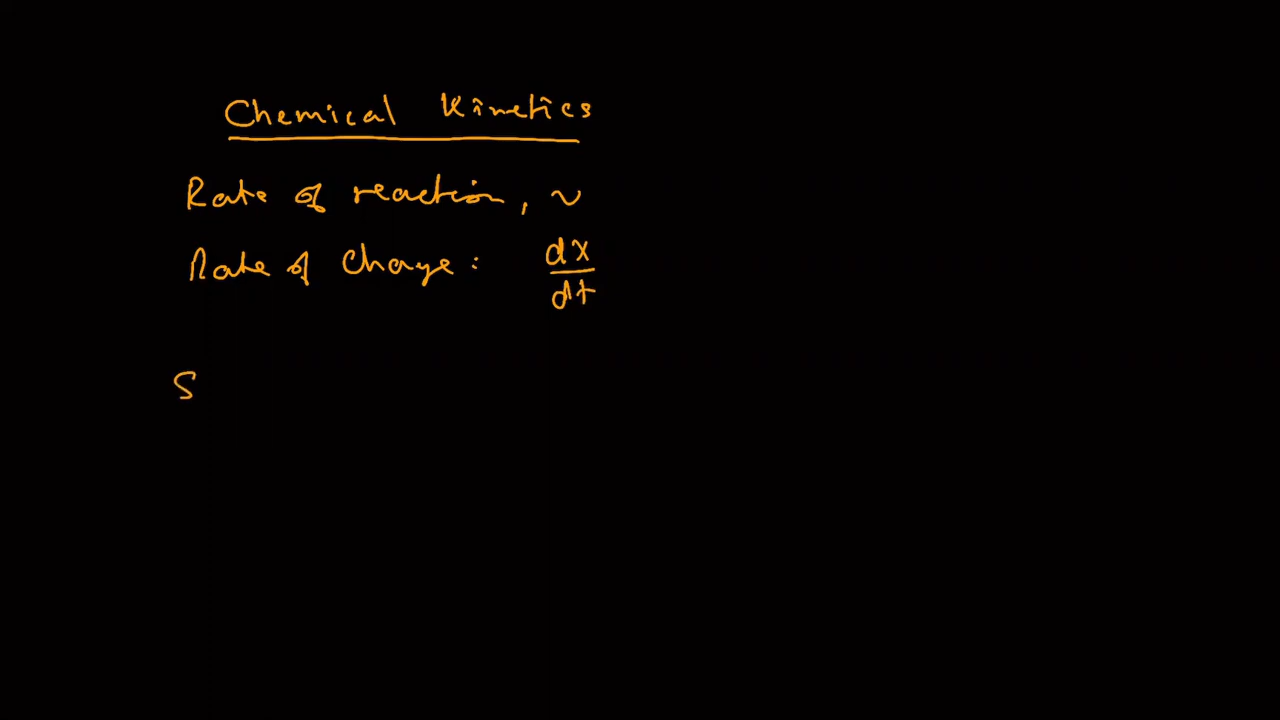 Chemical Kinetics
Rate of reaction, v
Rate of change: dx/dt
S